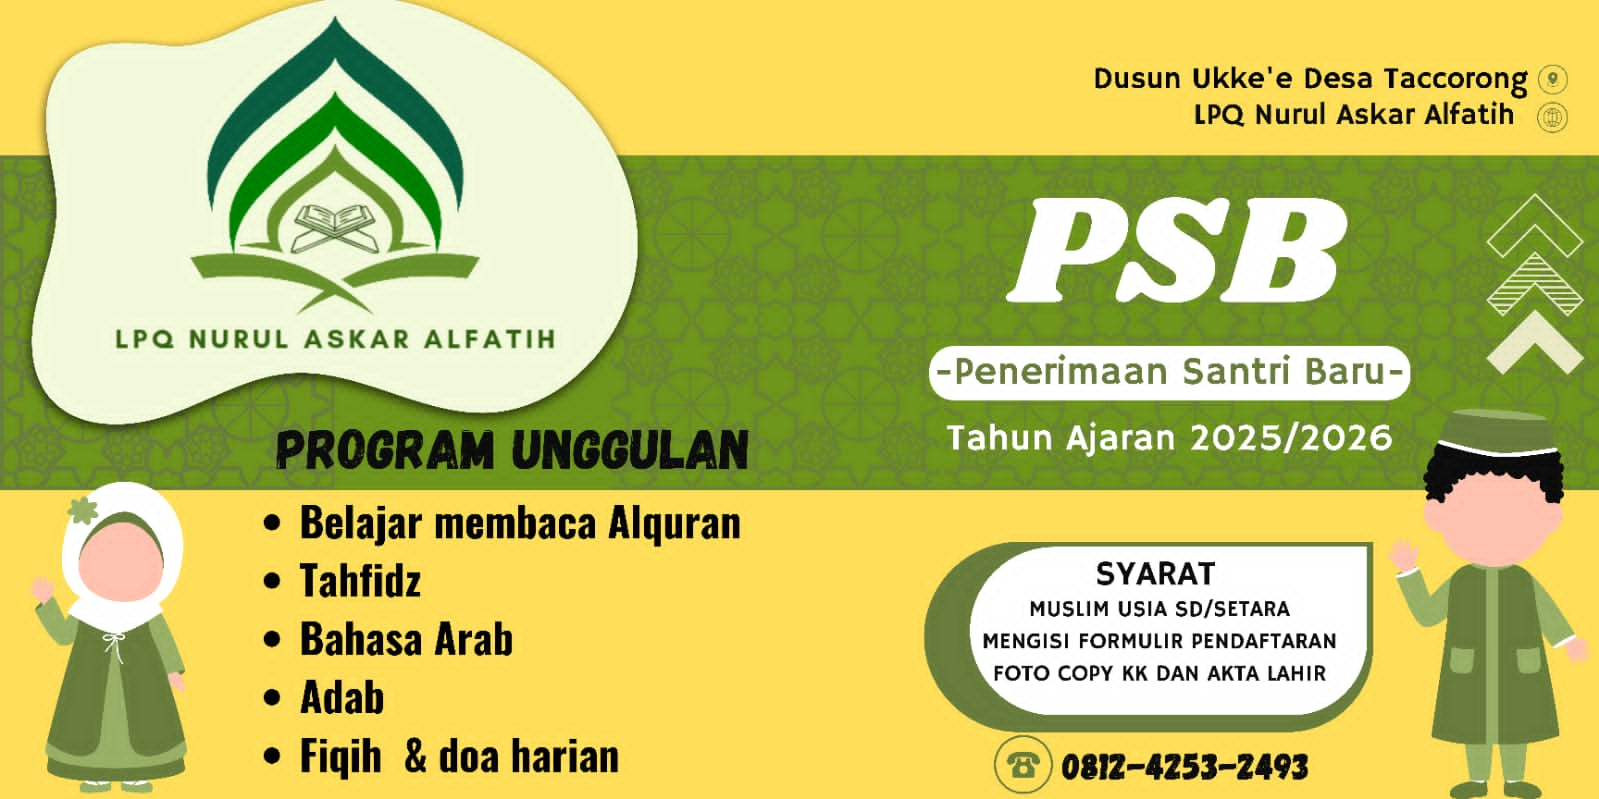 LPQ NURUL ASKAR ALFATIH
Dusun Ukke'e Desa Taccorong
LPQ Nurul Askar Alfatih
PSB
-Penerimaan Santri Baru-
Tahun Ajaran 2025/2026
PROGRAM UNGGULAN
• Belajar membaca Alquran
• Tahfidz
• Bahasa Arab
• Adab
• Fiqih & doa harian
SYARAT
MUSLIM USIA SD/SETARA
MENGISI FORMULIR PENDAFTARAN
FOTO COPY KK DAN AKTA LAHIR
0812-4253-2493